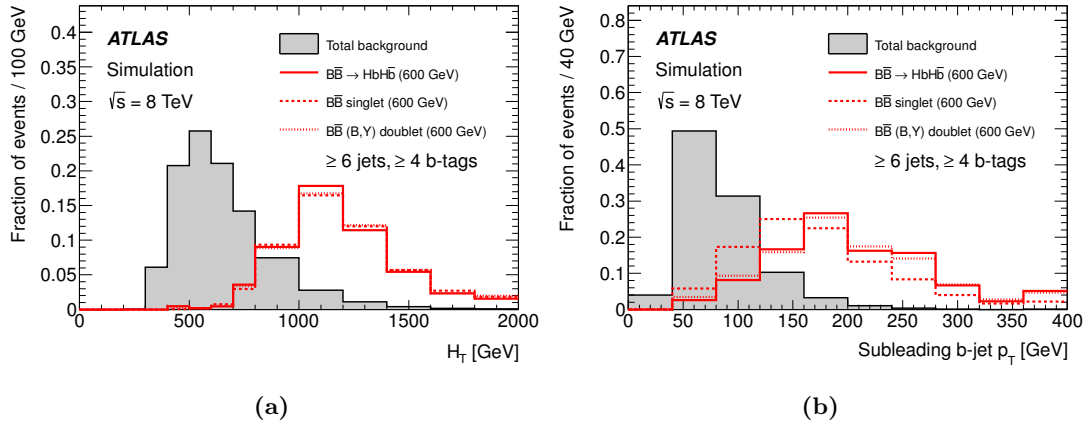 Fraction of events / 100 GeV
0.4
0.35
0.3
0.25
0.2
0.15
0.1
0.05
0
ATLAS
Simulation
√s = 8 TeV
Total background
BB̅ → HbHb̅ (600 GeV)
BB̅ singlet (600 GeV)
BB̅ (B,Y) doublet (600 GeV)
≥ 6 jets, ≥ 4 b-tags
0 500 1000 1500 2000
H_T [GeV]
(a)
Fraction of events / 40 GeV
0.8
0.7
0.6
0.5
0.4
0.3
0.2
0.1
0
ATLAS
Simulation
√s = 8 TeV
Total background
BB̅ → HbHb̅ (600 GeV)
BB̅ singlet (600 GeV)
BB̅ (B,Y) doublet (600 GeV)
≥ 6 jets, ≥ 4 b-tags
0 50 100 150 200 250 300 350 400
Subleading b-jet p_T [GeV]
(b)